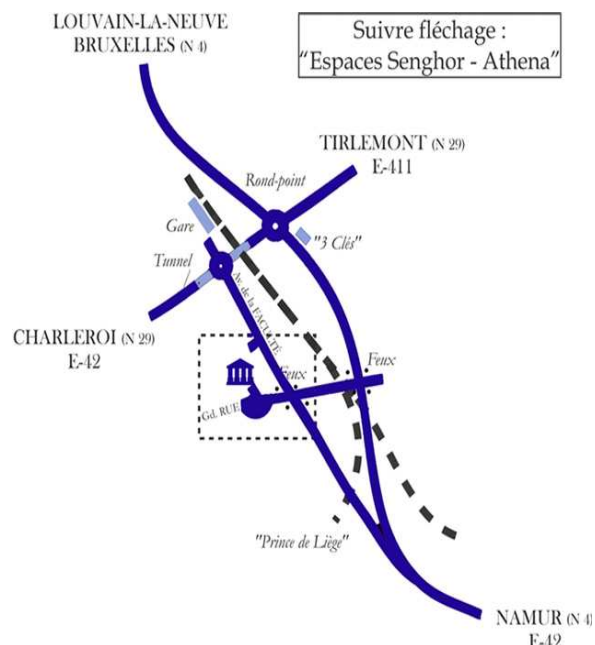 LOUVAIN-LA-NEUVE
BRUXELLES (N 4)
Suivre fléchage :
"Espaces Senghor - Athena"
TIRLEMONT (N 29)
E-411
Rond-point
Gare
"3 Clés"
Tunnel
Av. de la FACULTÉ
CHARLEROI (N 29)
E-42
Feux
Feux
Gd. RUE
"Prince de Liège"
NAMUR (N 4)
E-42